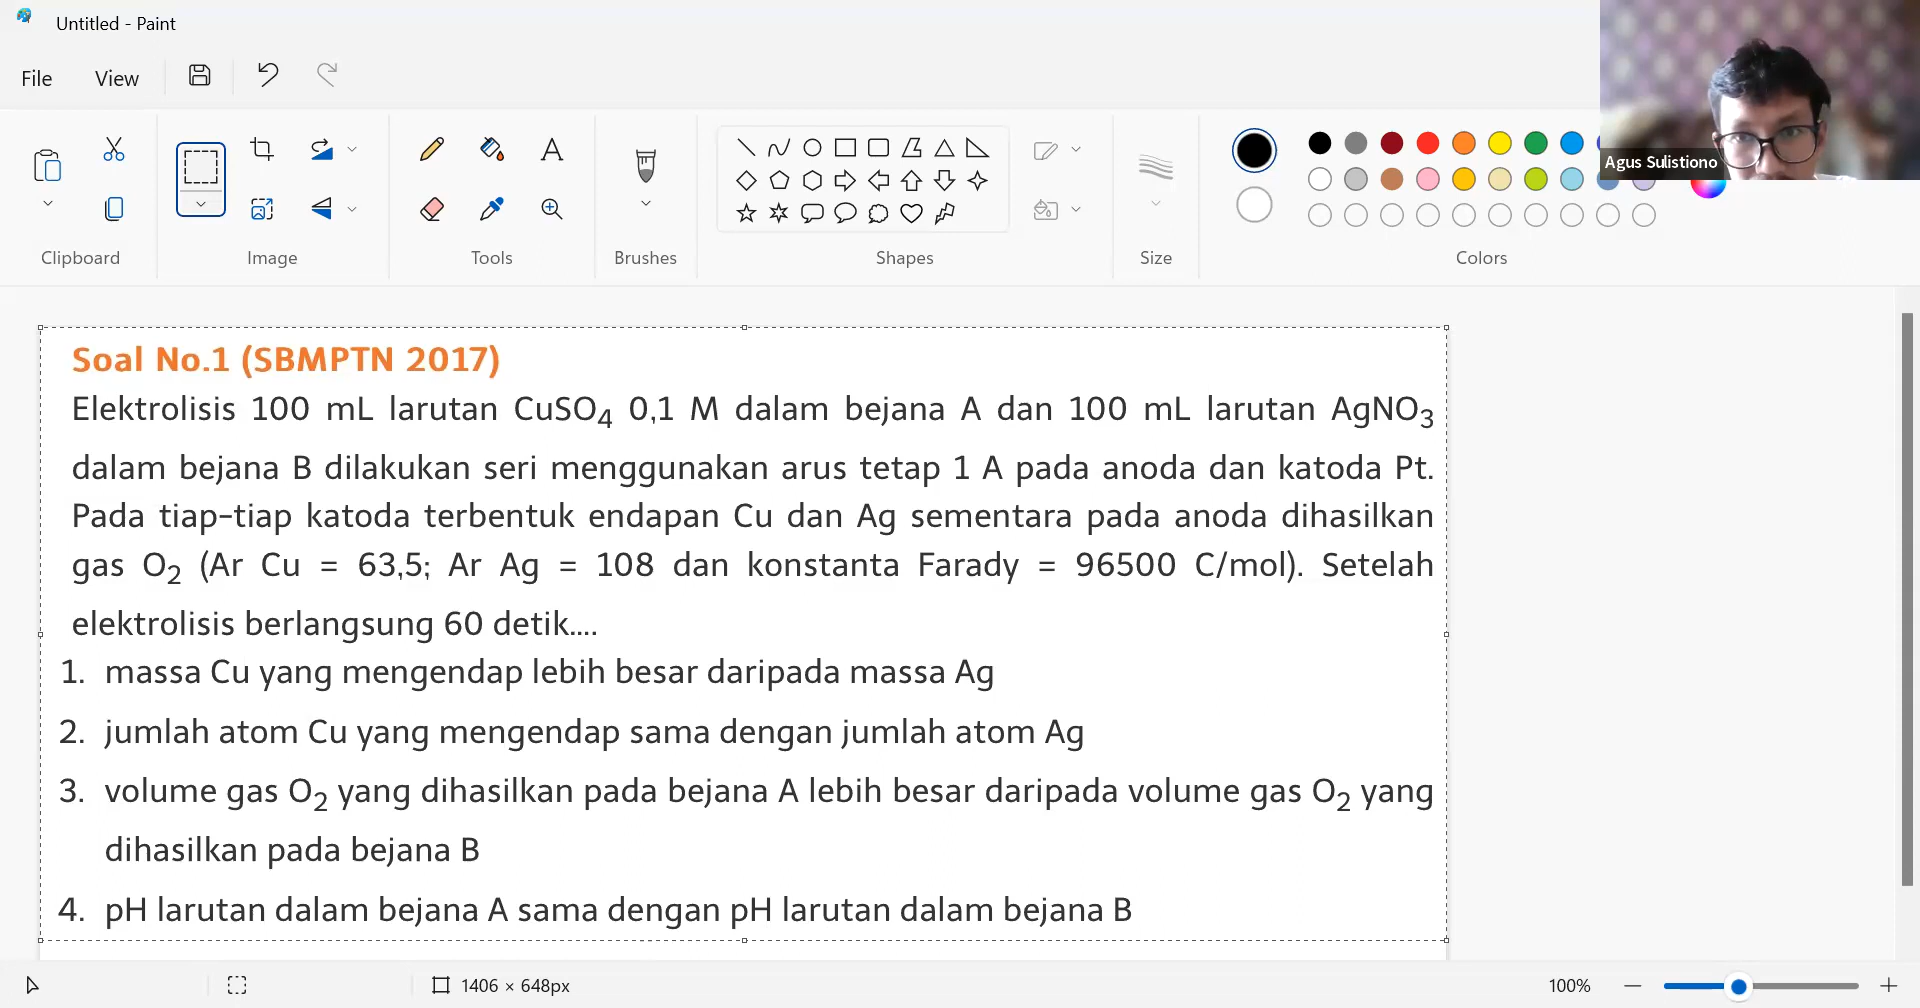 Untitled - Paint
File View
Agus Sulistiono
Clipboard Image Tools Brushes Shapes Size Colors
Soal No.1 (SBMPTN 2017)
Elektrolisis 100 mL larutan CuSO₄ 0,1 M dalam bejana A dan 100 mL larutan AgNO₃
dalam bejana B dilakukan seri menggunakan arus tetap 1 A pada anoda dan katoda Pt.
Pada tiap-tiap katoda terbentuk endapan Cu dan Ag sementara pada anoda dihasilkan
gas O₂ (Ar Cu = 63,5; Ar Ag = 108 dan konstanta Farady = 96500 C/mol). Setelah
elektrolisis berlangsung 60 detik....
1. massa Cu yang mengendap lebih besar daripada massa Ag
2. jumlah atom Cu yang mengendap sama dengan jumlah atom Ag
3. volume gas O₂ yang dihasilkan pada bejana A lebih besar daripada volume gas O₂ yang
dihasilkan pada bejana B
4. pH larutan dalam bejana A sama dengan pH larutan dalam bejana B
1406 × 648px 100%